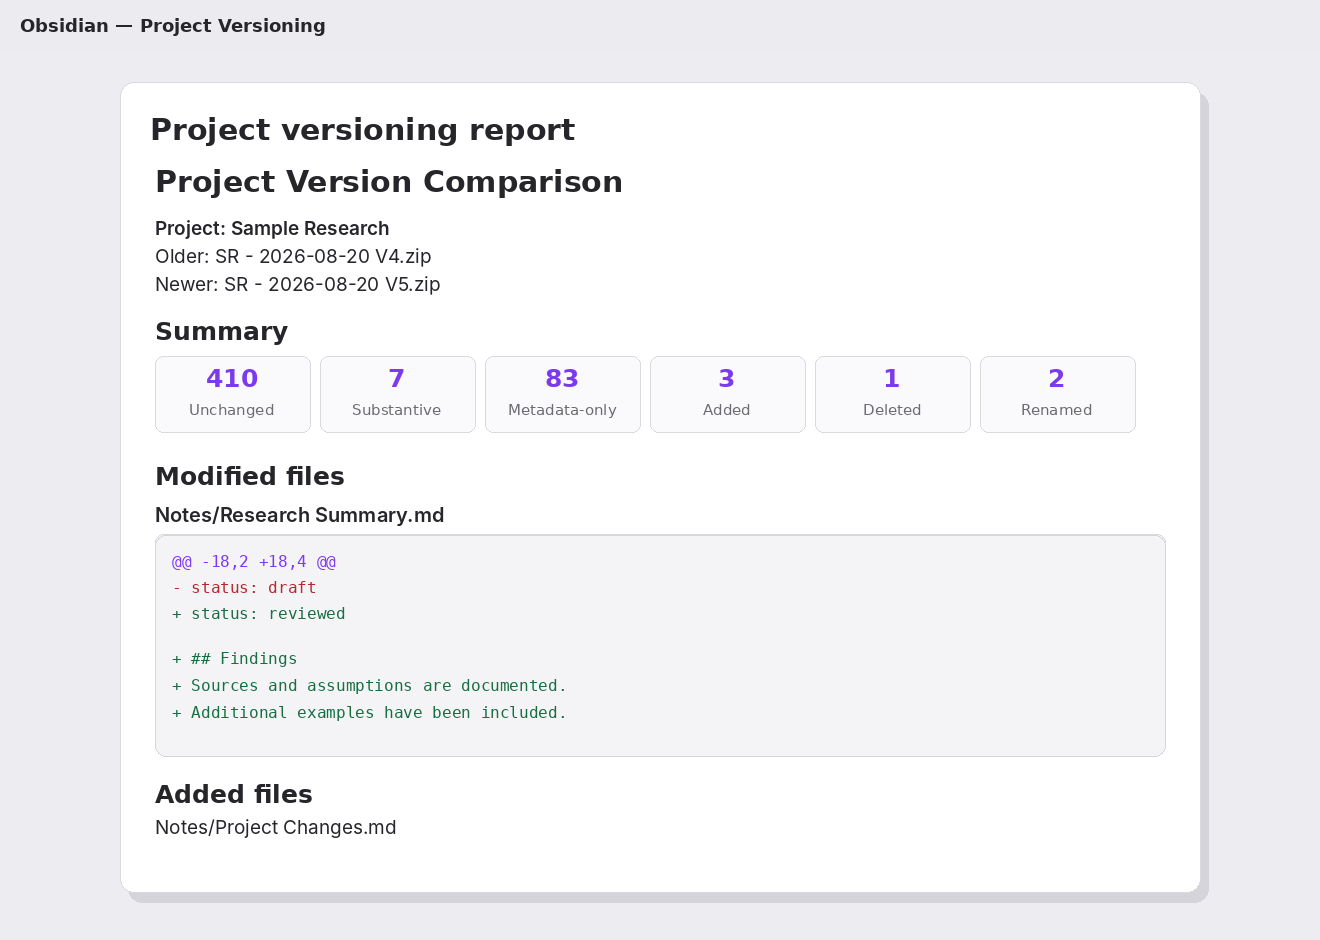 Obsidian — Project Versioning
Project versioning report
Project Version Comparison
Project: Sample Research
Older: SR - 2026-08-20 V4.zip
Newer: SR - 2026-08-20 V5.zip
Summary
410 7 83 3 1 2
Unchanged Substantive Metadata-only Added Deleted Renamed
Modified files
Notes/Research Summary.md
@@ -18,2 +18,4 @@
- status: draft
+ status: reviewed
+ ## Findings
+ Sources and assumptions are documented.
+ Additional examples have been included.
Added files
Notes/Project Changes.md